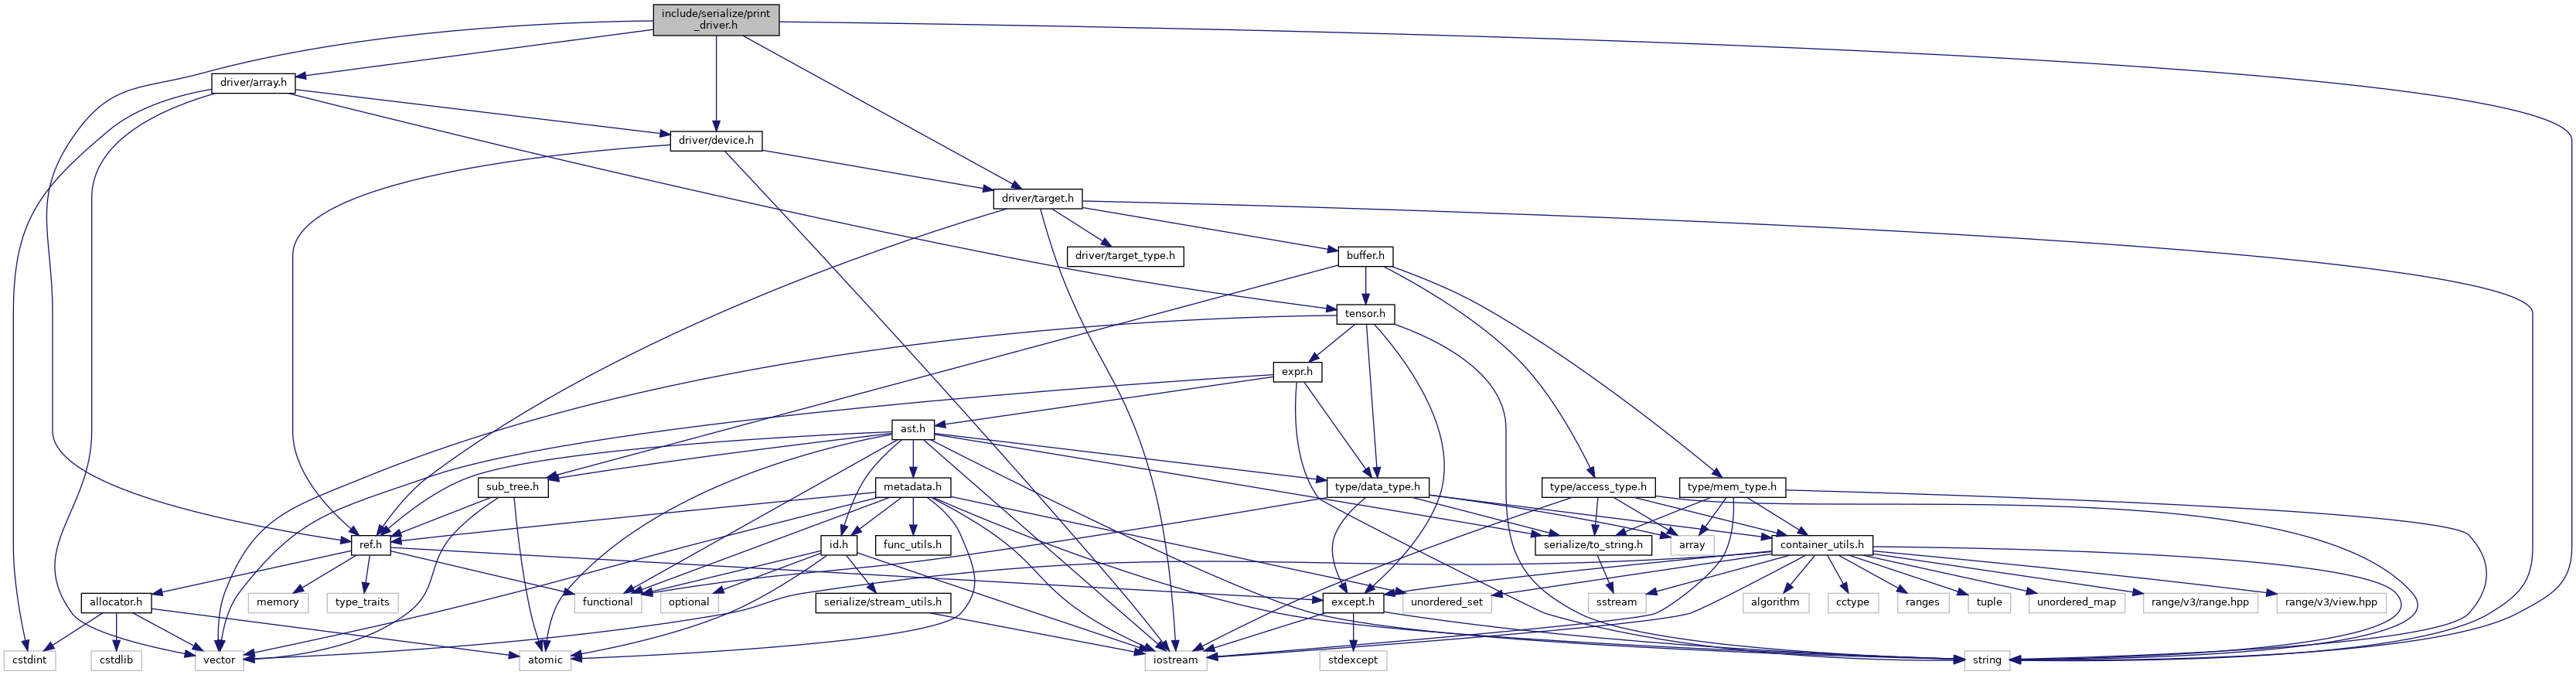 include/serialize/print
_driver.h
driver/array.h
driver/device.h
driver/target.h
driver/target_type.h
buffer.h
tensor.h
expr.h
ast.h
sub_tree.h
metadata.h
type/data_type.h
type/access_type.h
type/mem_type.h
ref.h
id.h
func_utils.h
serialize/to_string.h
array
container_utils.h
allocator.h
memory
type_traits
functional
optional
serialize/stream_utils.h
except.h
unordered_set
sstream
algorithm
cctype
ranges
tuple
unordered_map
range/v3/range.hpp
range/v3/view.hpp
cstdint
cstdlib
vector
atomic
iostream
stdexcept
string